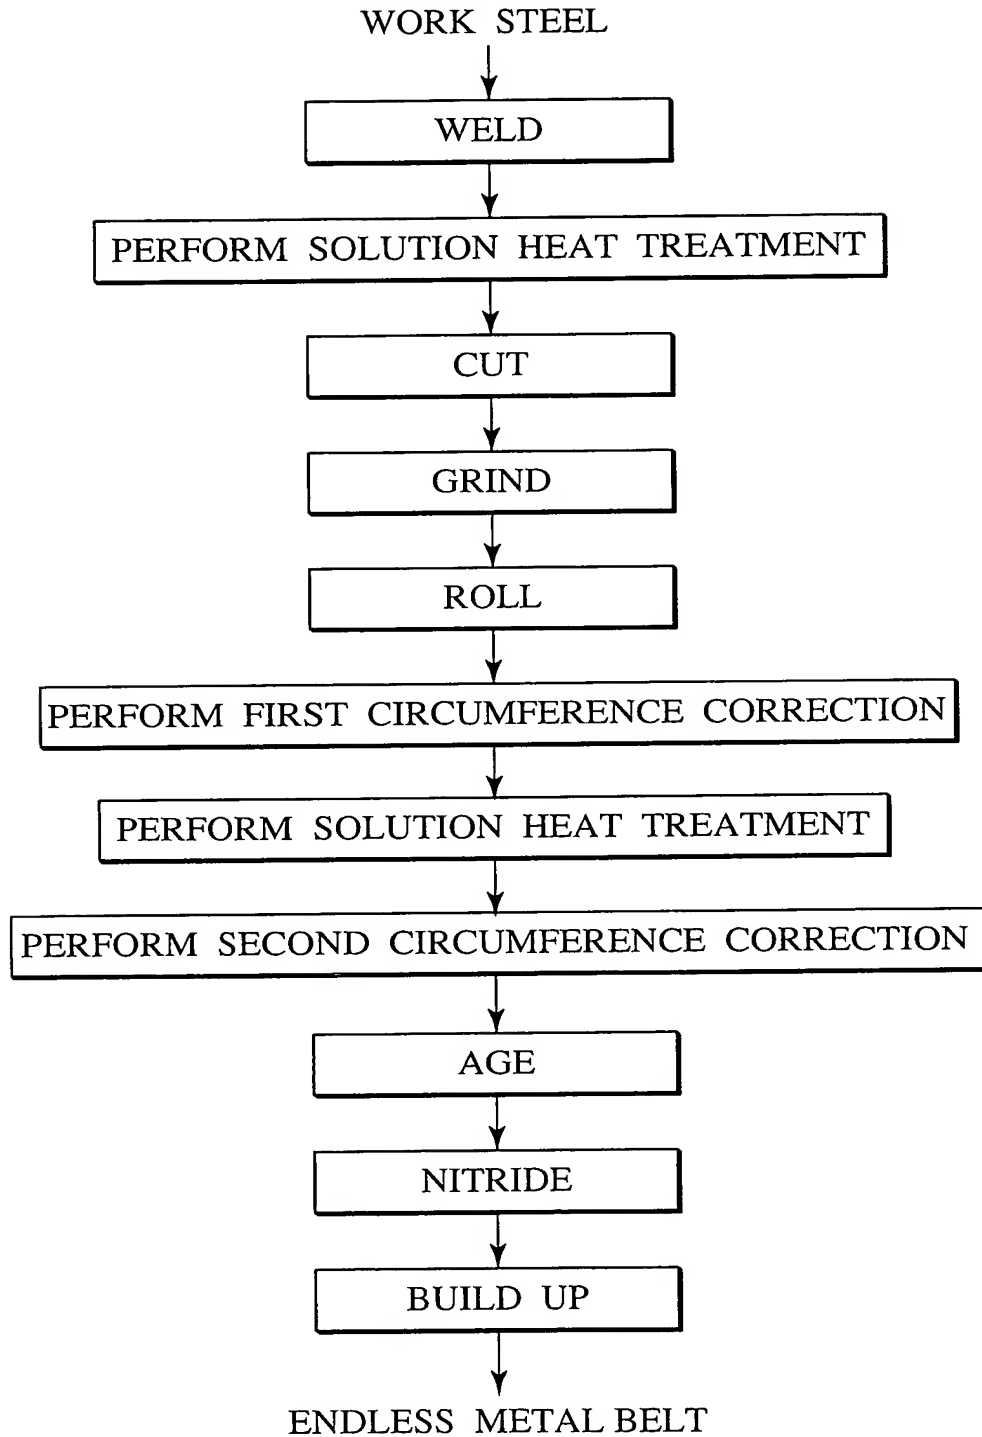 WORK STEEL
WELD
PERFORM SOLUTION HEAT TREATMENT
CUT
GRIND
ROLL
PERFORM FIRST CIRCUMFERENCE CORRECTION
PERFORM SOLUTION HEAT TREATMENT
PERFORM SECOND CIRCUMFERENCE CORRECTION
AGE
NITRIDE
BUILD UP
ENDLESS METAL BELT